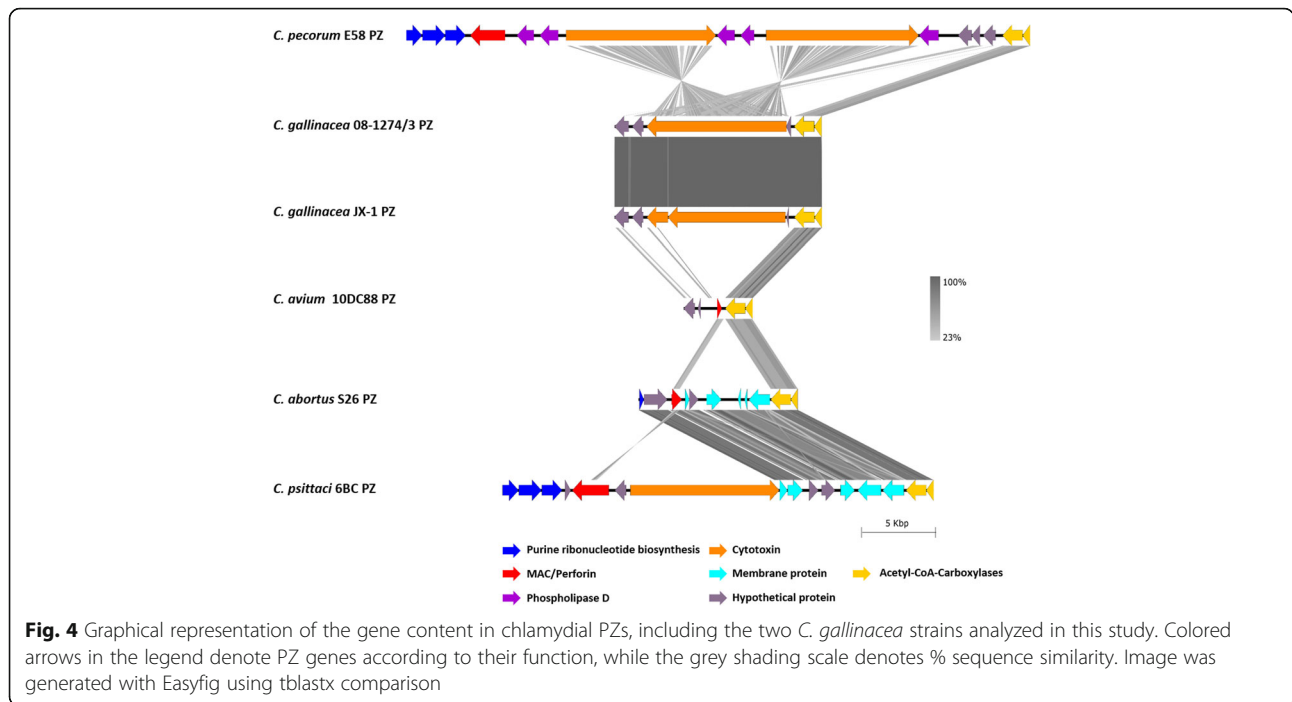 C. pecorum E58 PZ
C. gallinacea 08-1274/3 PZ
C. gallinacea JX-1 PZ
C. avium 10DC88 PZ
100%
23%
C. abortus S26 PZ
C. psittaci 6BC PZ
5 Kbp
Purine ribonucleotide biosynthesis
Cytotoxin
MAC/Perforin
Membrane protein
Acetyl-CoA-Carboxylases
Phospholipase D
Hypothetical protein
Fig. 4 Graphical representation of the gene content in chlamydial PZs, including the two C. gallinacea strains analyzed in this study. Colored
arrows in the legend denote PZ genes according to their function, while the grey shading scale denotes % sequence similarity. Image was
generated with Easyfig using tblastx comparison